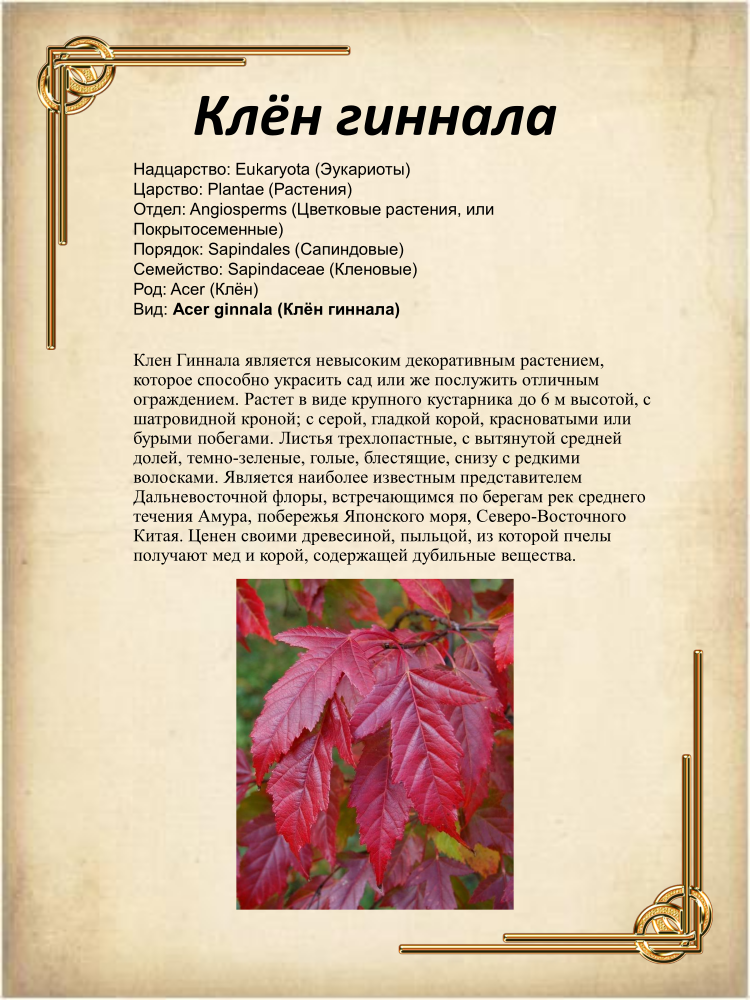 Клён гиннала
Надцарство: Eukaryota (Эукариоты)
Царство: Plantae (Растения)
Отдел: Angiosperms (Цветковые растения, или
Покрытосеменные)
Порядок: Sapindales (Сапиндовые)
Семейство: Sapindaceae (Кленовые)
Род: Acer (Клён)
Вид: Acer ginnala (Клён гиннала)
Клен Гиннала является невысоким декоративным растением,
которое способно украсить сад или же послужить отличным
ограждением. Растет в виде крупного кустарника до 6 м высотой, с
шатровидной кроной; с серой, гладкой корой, красноватыми или
бурыми побегами. Листья трехлопастные, с вытянутой средней
долей, темно-зеленые, голые, блестящие, снизу с редкими
волосками. Является наиболее известным представителем
Дальневосточной флоры, встречающимся по берегам рек среднего
течения Амура, побережья Японского моря, Северо-Восточного
Китая. Ценен своими древесиной, пыльцой, из которой пчелы
получают мед и корой, содержащей дубильные вещества.